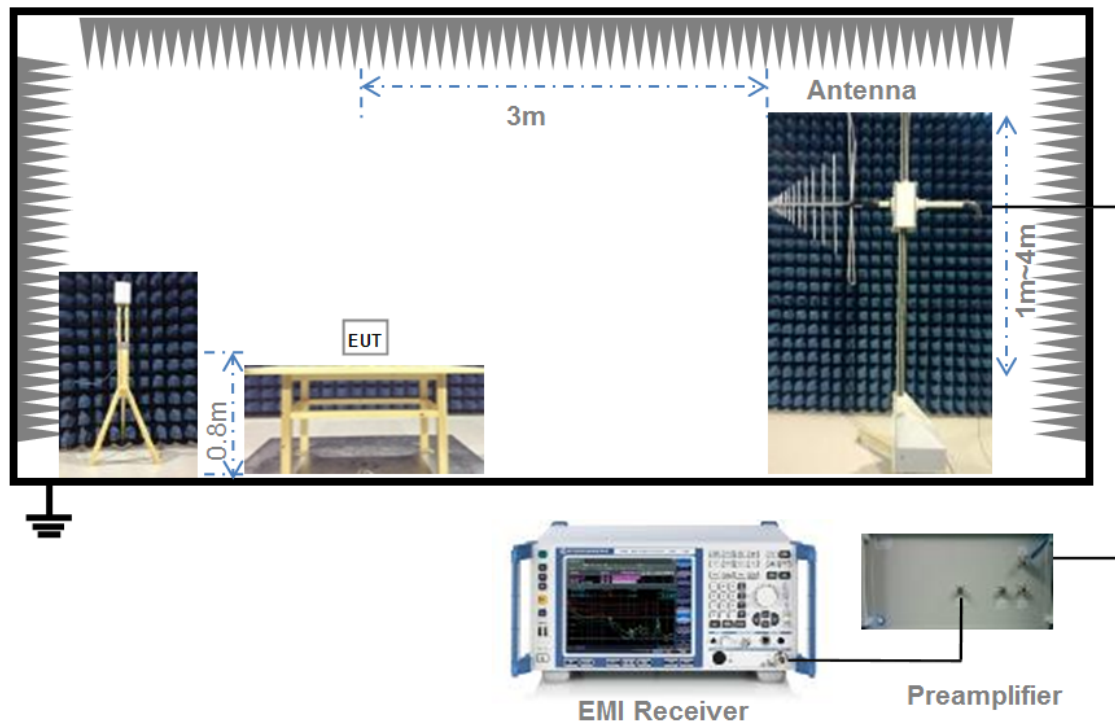 Antenna
3m
1m~4m
EUT
0.8m
EMI Receiver
Preamplifier